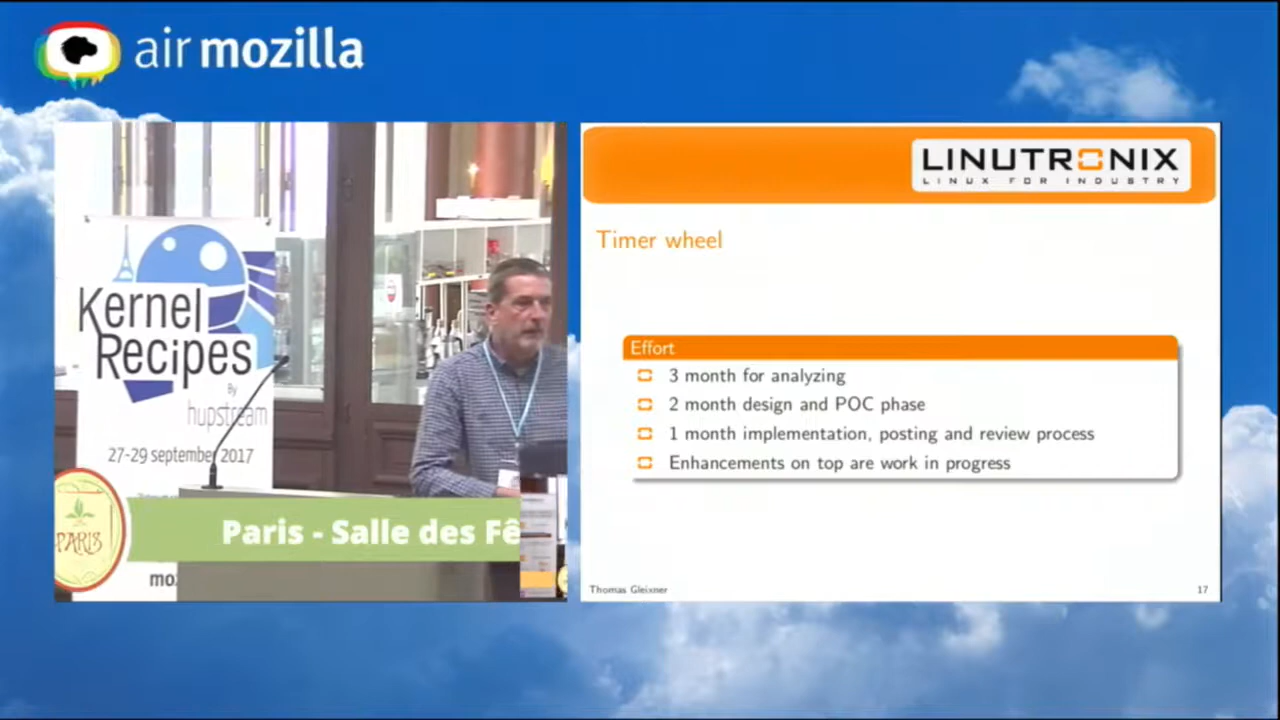 air mozilla
Kernel
Recipes
By
hupstream
27-29 september 2017
PARIS
Paris - Salle des Fê
moz
LINUTRONIX
LINUX FOR INDUSTRY
Timer wheel
Effort
3 month for analyzing
2 month design and POC phase
1 month implementation, posting and review process
Enhancements on top are work in progress
Thomas Gleixner
17